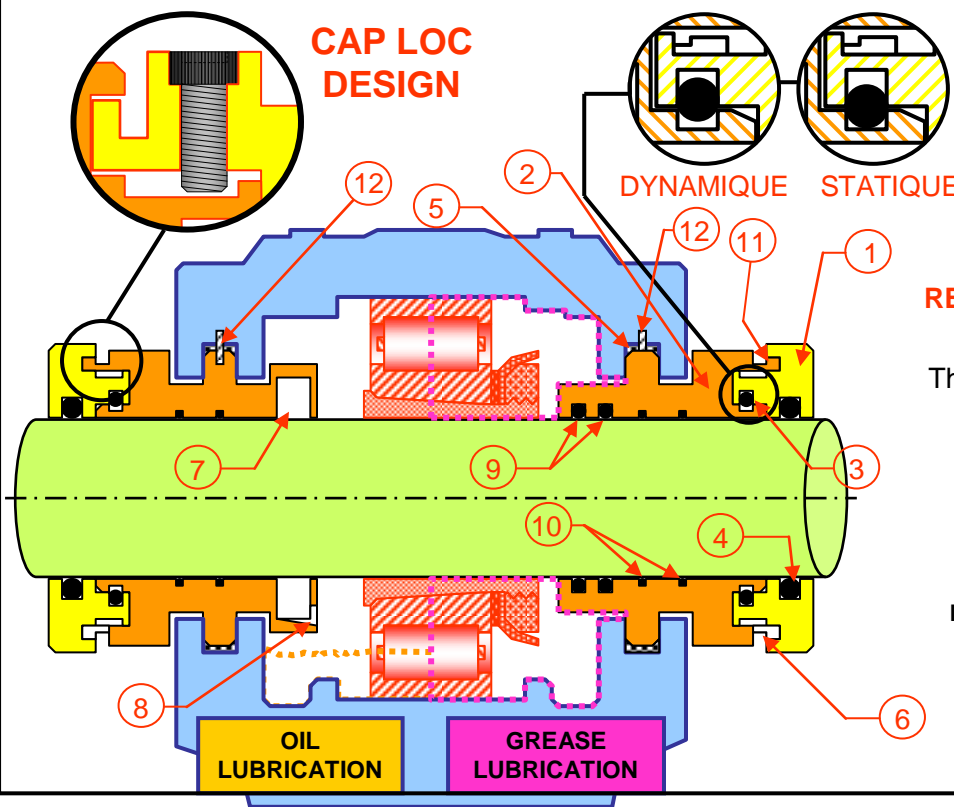 CAP LOC
DESIGN
DYNAMIQUE
STATIQUE
12
5
2
12
11
1
RE
Th
7
9
3
10
4
8
6
OIL
LUBRICATION
GREASE
LUBRICATION